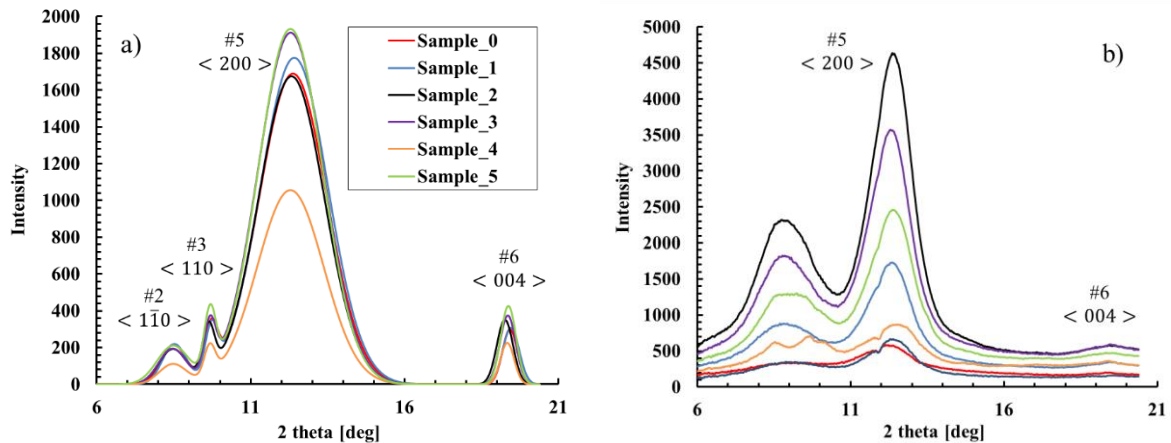 a)
#5
< 200 >
#3
< 110 >
#2
< 11̅0 >
#6
< 004 >
Sample_0
Sample_1
Sample_2
Sample_3
Sample_4
Sample_5
Intensity
2000
1800
1600
1400
1200
1000
800
600
400
200
0
6
11
16
21
2 theta [deg]
b)
#5
< 200 >
#6
< 004 >
Intensity
5000
4500
4000
3500
3000
2500
2000
1500
1000
500
0
6
11
16
21
2 theta [deg]